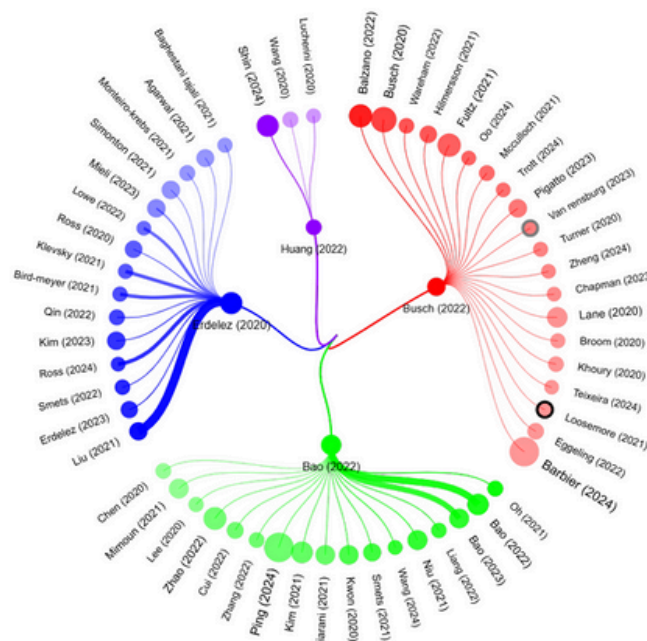 Baghestani tajali (2021)
Agarwal (2021)
Monteiro-krebs (2021)
Simonton (2021)
Mieli (2023)
Lowe (2022)
Ross (2020)
Klevsky (2021)
Bird-meyer (2021)
Qin (2022)
Kim (2023)
Ross (2024)
Smets (2022)
Erdelez (2023)
Liu (2021)
Erdelez (2020)
Shin (2024)
Wang (2020)
Lucherini (2020)
Huang (2022)
Balzano (2022)
Busch (2020)
Wareham (2022)
Hilmersson (2021)
Fultz (2021)
Oo (2024)
Mcculloch (2021)
Trott (2024)
Pigatto (2023)
Van rensburg (2023)
Turner (2020)
Zheng (2024)
Chapman (2023)
Lane (2020)
Broom (2020)
Khoury (2020)
Teixeira (2024)
Loosemore (2021)
Eggeling (2022)
Barbier (2024)
Busch (2022)
Bao (2022)
Chen (2020)
Mimoun (2021)
Lee (2020)
Zhao (2022)
Cui (2022)
Zhang (2022)
Ping (2024)
Kim (2021)
iarani (2021)
Kwon (2020)
Smets (2021)
Wang (2024)
Niu (2021)
Liang (2022)
Bao (2023)
Bao (2022)
Oh (2021)